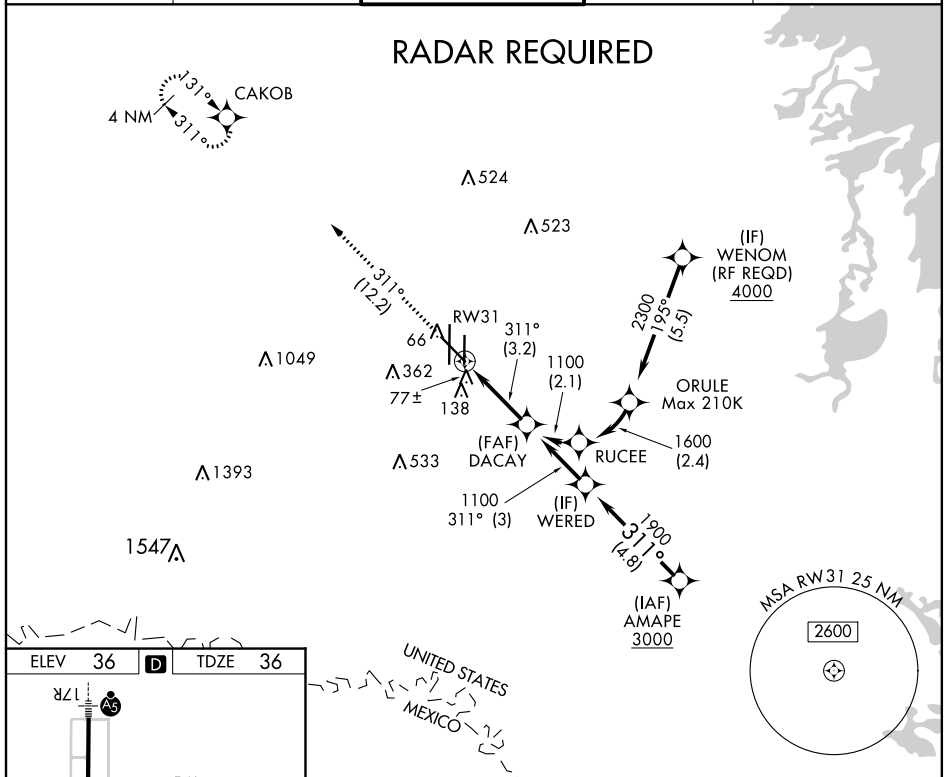 RADAR REQUIRED
131°
CAKOB
4 NM
311°
524
523
(IF)
WENOM
(RF REQD)
4000
2300
195°
(5.5)
311°
(12.2)
RW31
66
311°
(3.2)
1049
362
1100
(2.1)
77±
138
ORULE
Max 210K
(FAF)
DACAY
RUCEE
1600
(2.4)
533
1393
1100
311° (3)
(IF)
WERED
1900
311°
(4.8)
1547
(IAF)
AMAPE
3000
MSA RW31 25 NM
2600
ELEV 36 D TDZE 36
UNITED STATES
MEXICO
17R
A5